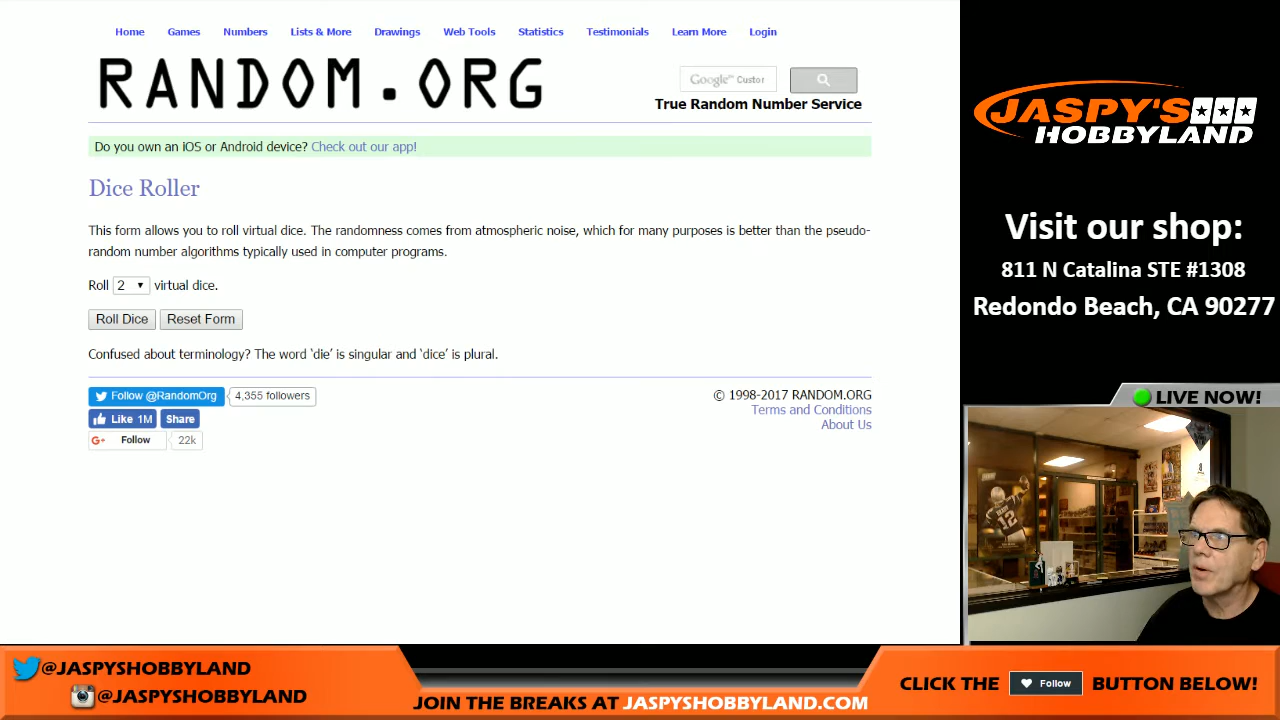 Home Games Numbers Lists & More Drawings Web Tools Statistics Testimonials Learn More Login
RANDOM.ORG
Google™ Custor
True Random Number Service
Do you own an iOS or Android device? Check out our app!
Dice Roller
This form allows you to roll virtual dice. The randomness comes from atmospheric noise, which for many purposes is better than the pseudo-
random number algorithms typically used in computer programs.
Roll 2 virtual dice.
Roll Dice Reset Form
Confused about terminology? The word ‘die’ is singular and ‘dice’ is plural.
Follow @RandomOrg 4,355 followers
Like 1M Share
G+ Follow 22k
© 1998-2017 RANDOM.ORG
Terms and Conditions
About Us
JASPY'S
HOBBYLAND
Visit our shop:
811 N Catalina STE #1308
Redondo Beach, CA 90277
LIVE NOW!
12
@JASPYSHOBBYLAND
@JASPYSHOBBYLAND
JOIN THE BREAKS AT JASPYSHOBBYLAND.COM
CLICK THE Follow BUTTON BELOW!